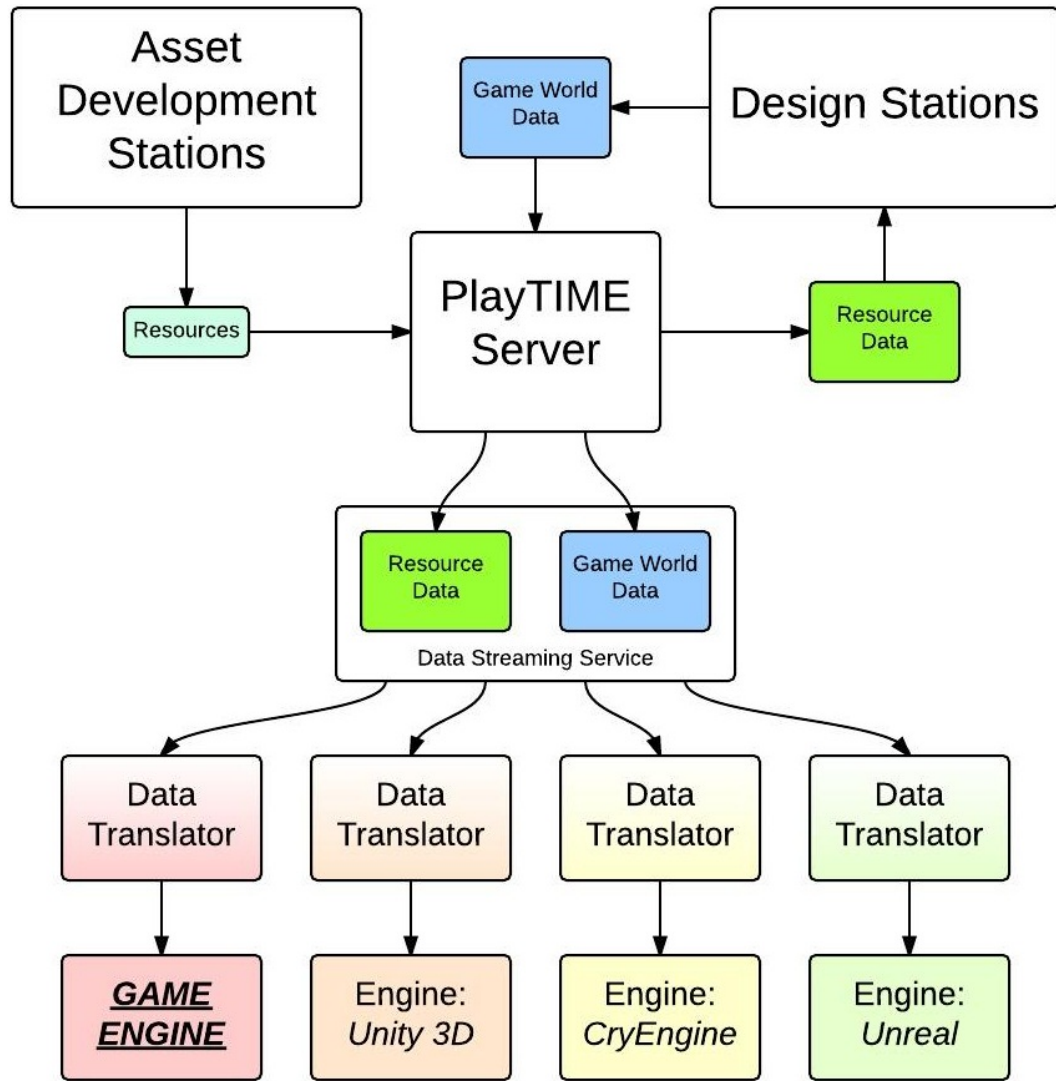 Asset
Development
Stations
Game World
Data
Design Stations
PlayTIME
Server
Resources
Resource
Data
Resource
Data
Game World
Data
Data Streaming Service
Data
Translator
Data
Translator
Data
Translator
Data
Translator
GAME
ENGINE
Engine:
Unity 3D
Engine:
CryEngine
Engine:
Unreal